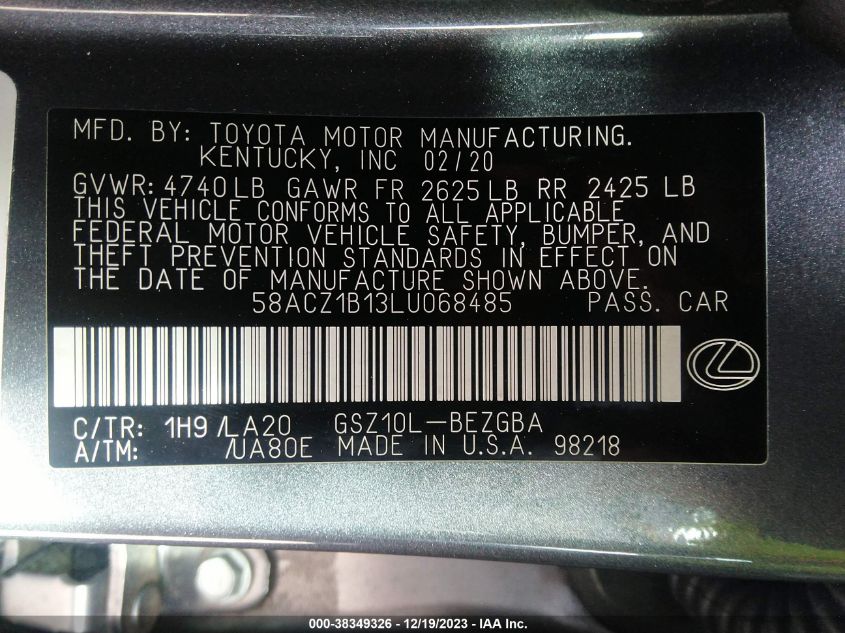 MFD. BY: TOYOTA MOTOR MANUFACTURING.
KENTUCKY, INC 02/20
GVWR: 4740LB GAWR FR 2625LB RR 2425 LB
THIS VEHICLE CONFORMS TO ALL APPLICABLE
FEDERAL MOTOR VEHICLE SAFETY, BUMPER, AND
THEFT PREVENTION STANDARDS IN EFFECT ON
THE DATE OF MANUFACTURE SHOWN ABOVE.
58ACZ1B13LU068485 PASS. CAR
C/TR: 1H9 /LA20 GSZ10L-BEZGBA
A/TM: /UA80E MADE IN U.S.A. 98218
000-38349326 - 12/19/2023 - IAA Inc.